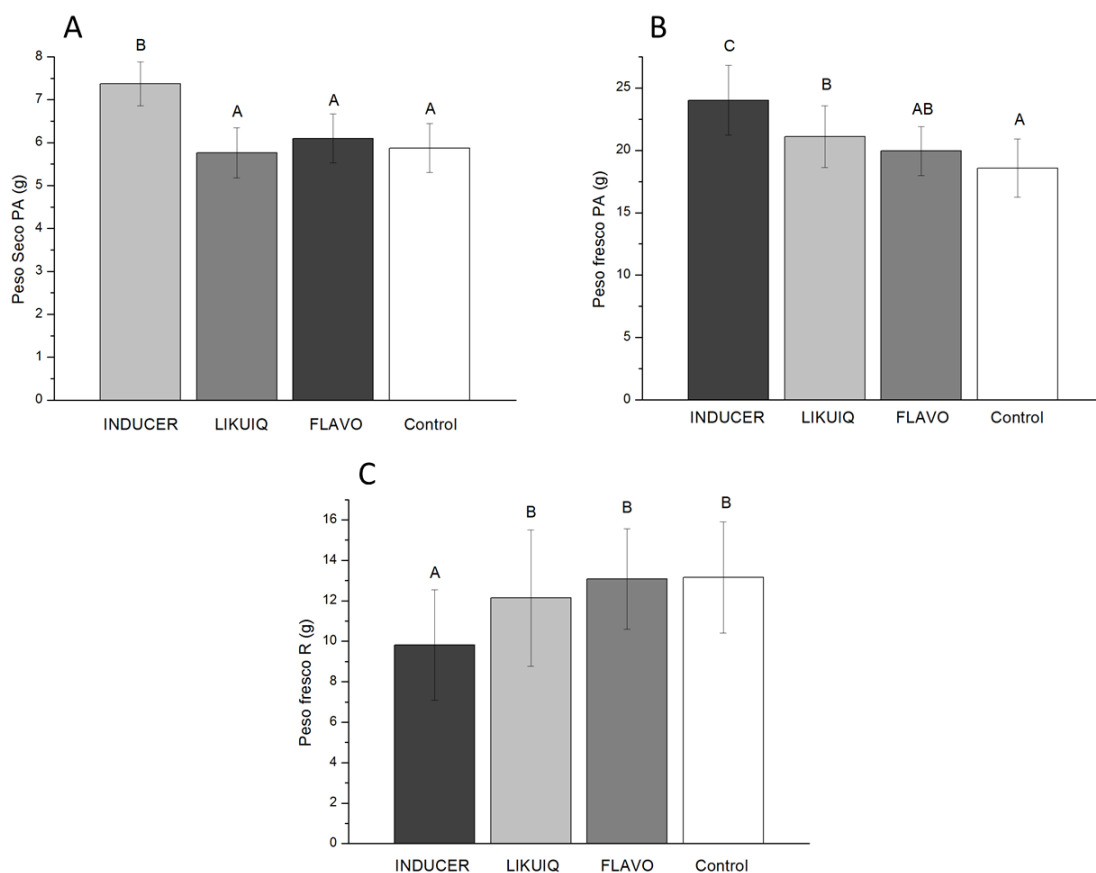 A
B
A
A
A
8
7
6
5
4
3
2
1
0
Peso Seco PA (g)
INDUCER LIKUIQ FLAVO Control
B
C
B
AB
A
25
20
15
10
5
0
Peso fresco PA (g)
INDUCER LIKUIQ FLAVO Control
C
A
B
B
B
16
14
12
10
8
6
4
2
0
Peso fresco R (g)
INDUCER LIKUIQ FLAVO Control